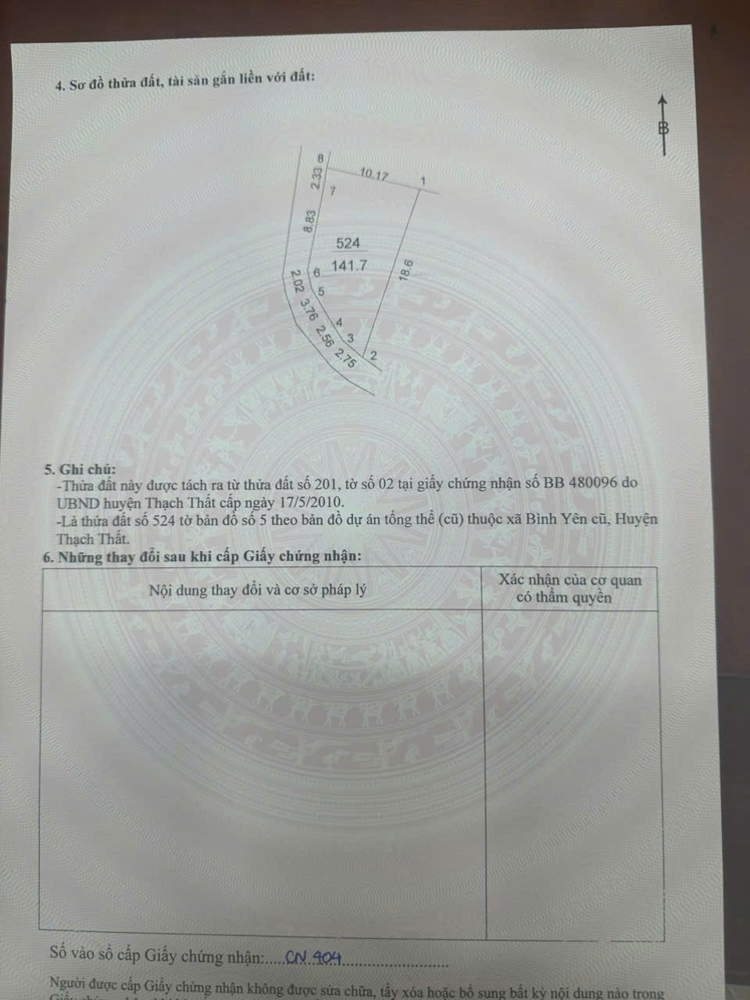 4. Sơ đồ thửa đất, tài sản gắn liền với đất:
B
8
10.17
1
2.33
7
8.83
524
141.7
18.6
6
2.02
5
3.76
4
2.56
3
2.75
2
5. Ghi chú:
-Thửa đất này được tách ra từ thửa đất số 201, tờ số 02 tại giấy chứng nhận số BB 480096 do
UBND huyện Thạch Thất cấp ngày 17/5/2010.
-Là thửa đất số 524 tờ bản đồ số 5 theo bản đồ dự án tổng thể (cũ) thuộc xã Bình Yên cũ, Huyện
Thạch Thất.
6. Những thay đổi sau khi cấp Giấy chứng nhận:
Nội dung thay đổi và cơ sở pháp lý
Xác nhận của cơ quan
có thẩm quyền
Số vào sổ cấp Giấy chứng nhận:.....CN 904..........................
Người được cấp Giấy chứng nhận không được sửa chữa, tẩy xóa hoặc bổ sung bất kỳ nội dung nào trong